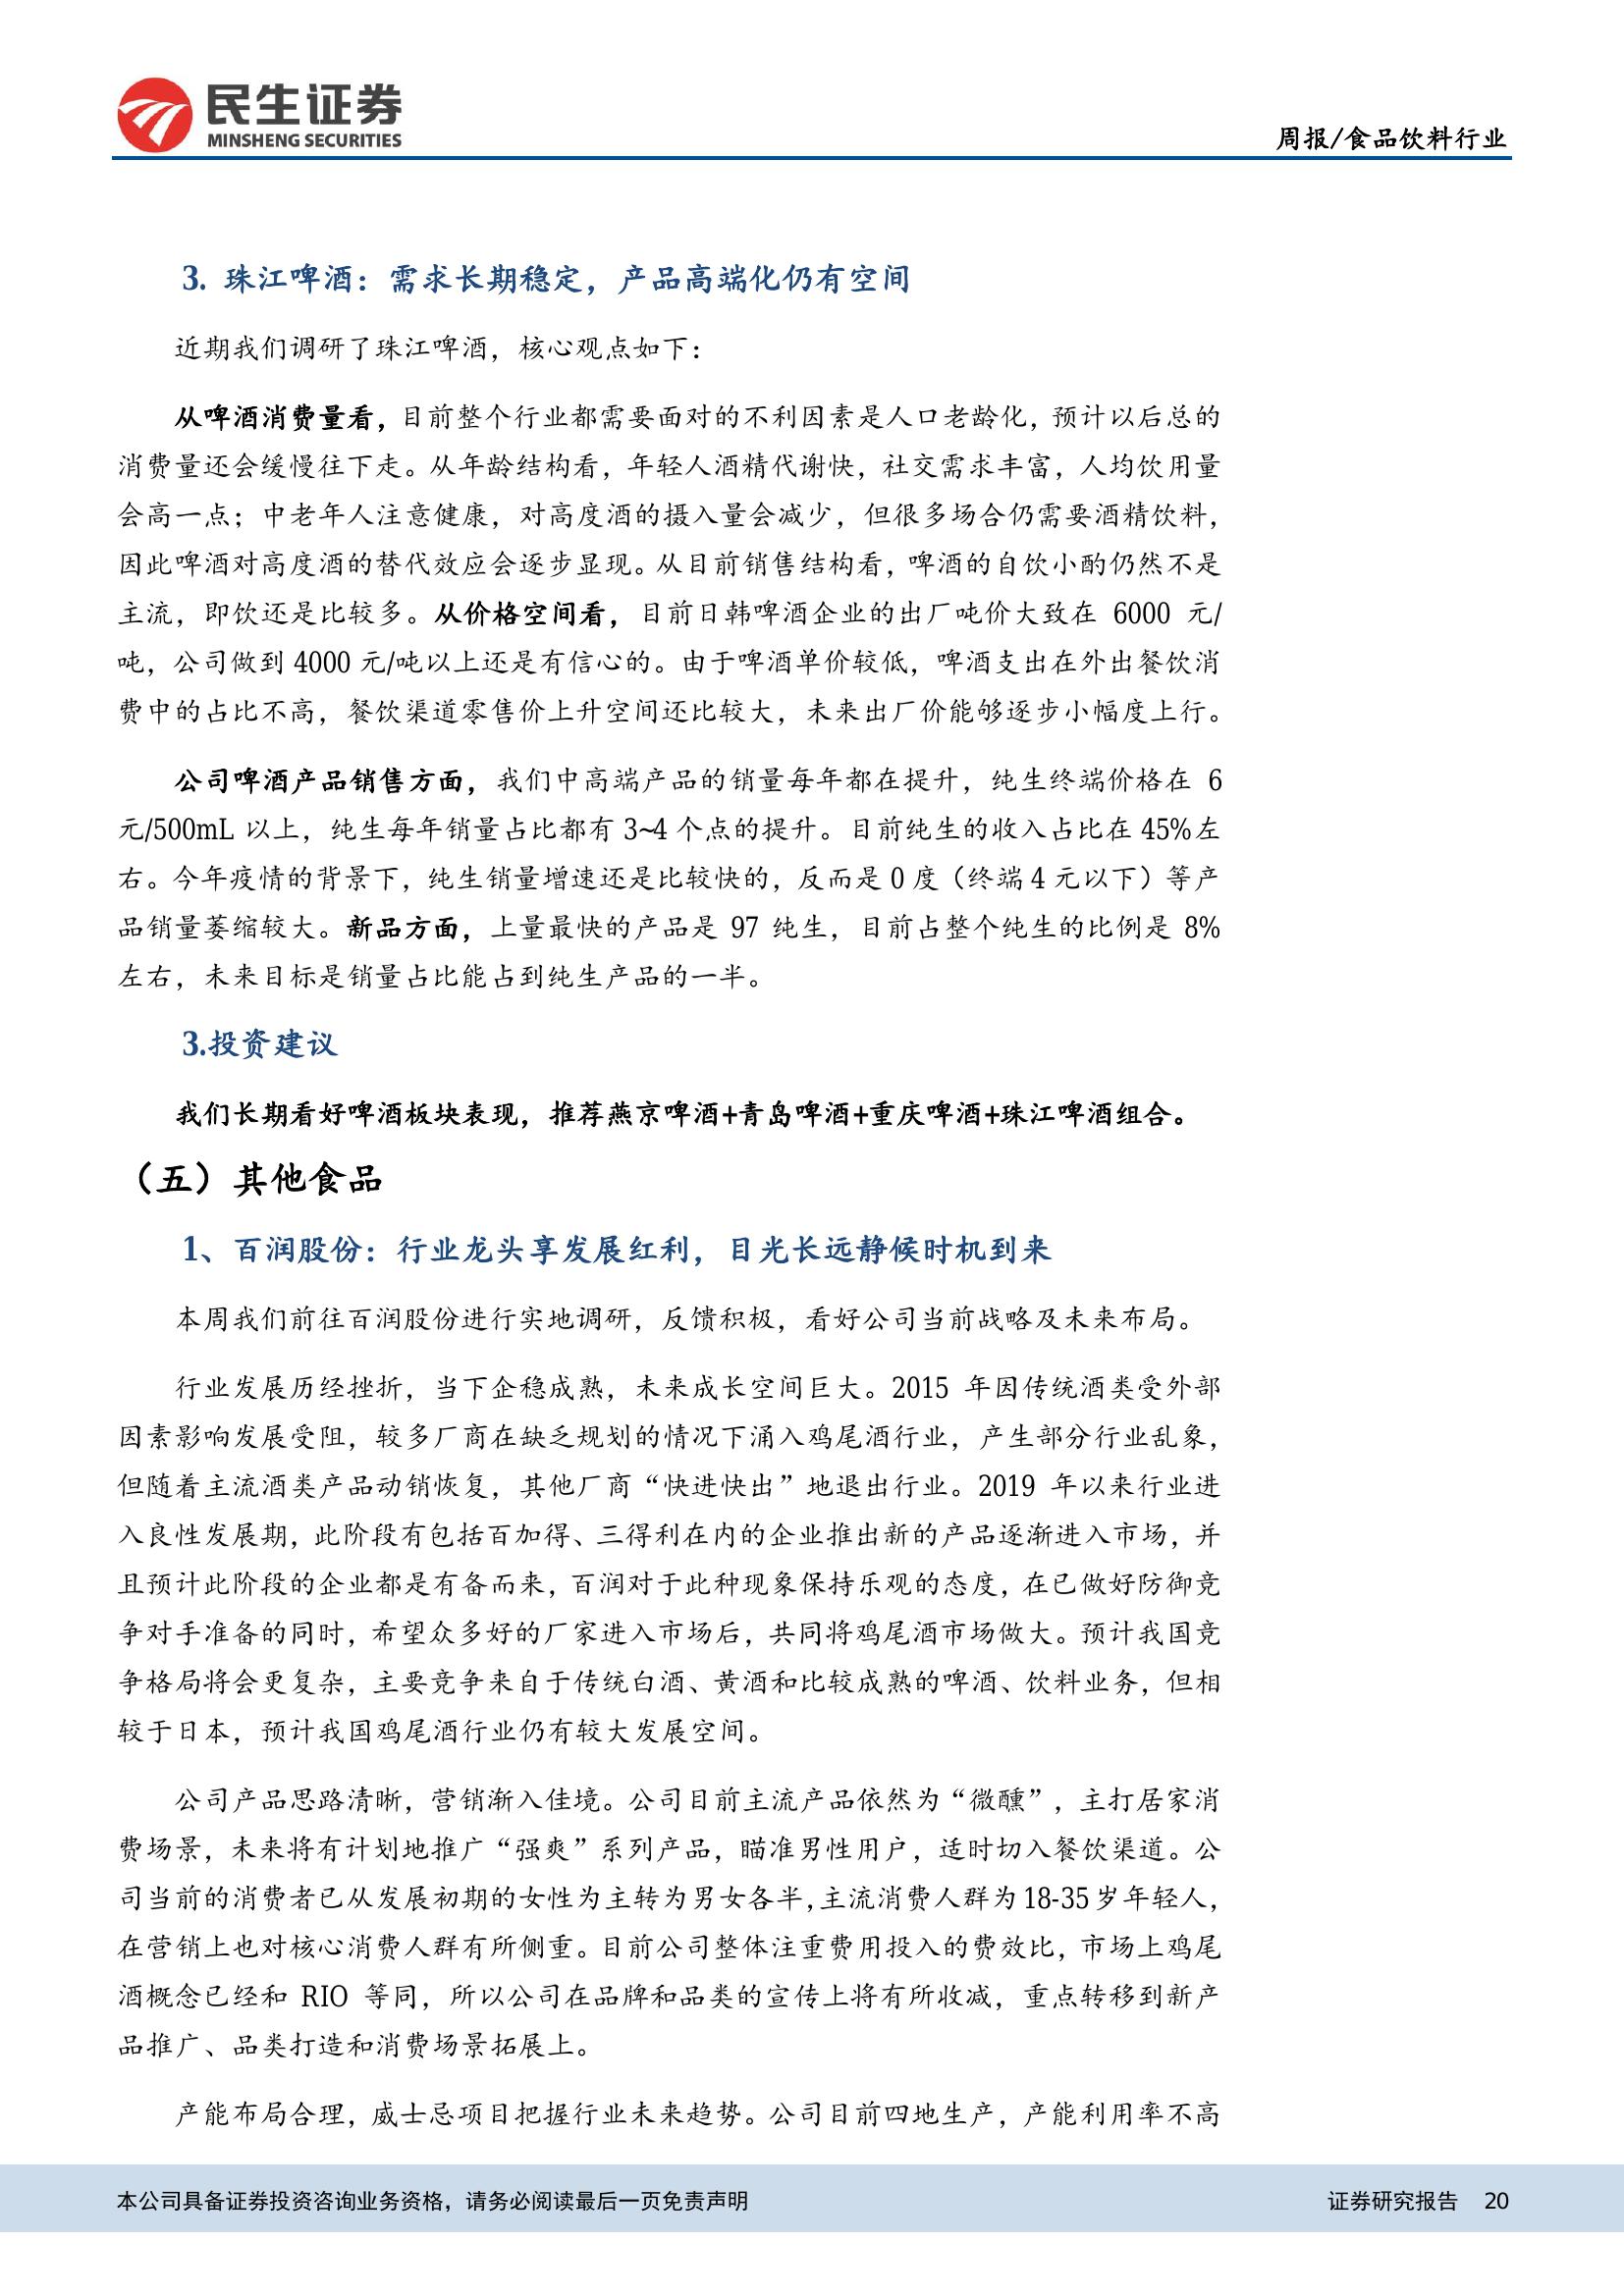 民生证券
MINSHENG SECURITIES
周报/食品饮料行业
3. 珠江啤酒：需求长期稳定，产品高端化仍有空间
近期我们调研了珠江啤酒，核心观点如下：
从啤酒消费量看，目前整个行业都需要面对的不利因素是人口老龄化，预计以后总的
消费量还会缓慢往下走。从年龄结构看，年轻人酒精代谢快，社交需求丰富，人均饮用量
会高一点；中老年人注意健康，对高度酒的摄入量会减少，但很多场合仍需要酒精饮料，
因此啤酒对高度酒的替代效应会逐步显现。从目前销售结构看，啤酒的自饮小酌仍然不是
主流，即饮还是比较多。从价格空间看，目前日韩啤酒企业的出厂吨价大致在 6000 元/
吨，公司做到 4000 元/吨以上还是有信心的。由于啤酒单价较低，啤酒支出在外出餐饮消
费中的占比不高，餐饮渠道零售价上升空间还比较大，未来出厂价能够逐步小幅度上行。
公司啤酒产品销售方面，我们中高端产品的销量每年都在提升，纯生终端价格在 6
元/500mL 以上，纯生每年销量占比都有 3~4 个点的提升。目前纯生的收入占比在 45%左
右。今年疫情的背景下，纯生销量增速还是比较快的，反而是 0 度（终端 4 元以下）等产
品销量萎缩较大。新品方面，上量最快的产品是 97 纯生，目前占整个纯生的比例是 8%
左右，未来目标是销量占比能占到纯生产品的一半。
3.投资建议
我们长期看好啤酒板块表现，推荐燕京啤酒+青岛啤酒+重庆啤酒+珠江啤酒组合。
（五）其他食品
1、百润股份：行业龙头享发展红利，目光长远静候时机到来
本周我们前往百润股份进行实地调研，反馈积极，看好公司当前战略及未来布局。
行业发展历经挫折，当下企稳成熟，未来成长空间巨大。2015 年因传统酒类受外部
因素影响发展受阻，较多厂商在缺乏规划的情况下涌入鸡尾酒行业，产生部分行业乱象，
但随着主流酒类产品动销恢复，其他厂商“快进快出”地退出行业。2019 年以来行业进
入良性发展期，此阶段有包括百加得、三得利在内的企业推出新的产品逐渐进入市场，并
且预计此阶段的企业都是有备而来，百润对于此种现象保持乐观的态度，在已做好防御竞
争对手准备的同时，希望众多好的厂家进入市场后，共同将鸡尾酒市场做大。预计我国竞
争格局将会更复杂，主要竞争来自于传统白酒、黄酒和比较成熟的啤酒、饮料业务，但相
较于日本，预计我国鸡尾酒行业仍有较大发展空间。
公司产品思路清晰，营销渐入佳境。公司目前主流产品依然为“微醺”，主打居家消
费场景，未来将有计划地推广“强爽”系列产品，瞄准男性用户，适时切入餐饮渠道。公
司当前的消费者已从发展初期的女性为主转为男女各半，主流消费人群为 18-35 岁年轻人，
在营销上也对核心消费人群有所侧重。目前公司整体注重费用投入的费效比，市场上鸡尾
酒概念已经和 RIO 等同，所以公司在品牌和品类的宣传上将有所收减，重点转移到新产
品推广、品类打造和消费场景拓展上。
产能布局合理，威士忌项目把握行业未来趋势。公司目前四地生产，产能利用率不高
本公司具备证券投资咨询业务资格，请务必阅读最后一页免责声明
证券研究报告 20